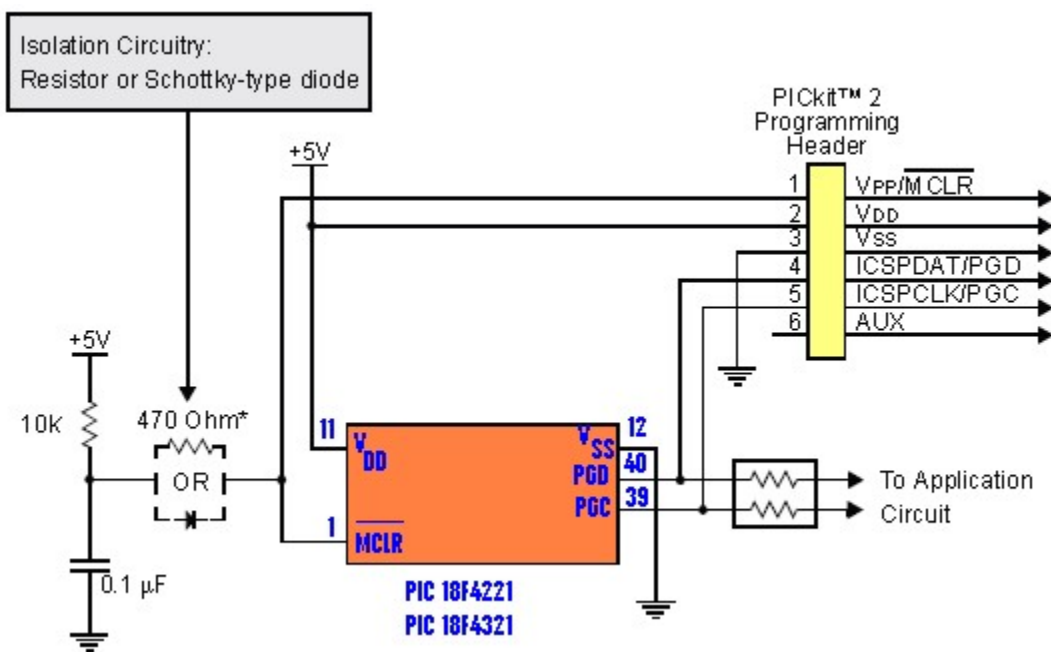 Isolation Circuitry:
Resistor or Schottky-type diode
PICkit™ 2
Programming
Header
+5V
1
VPP/MCLR
2
VDD
3
VSS
4
ICSPDAT/PGD
5
ICSPCLK/PGC
6
AUX
+5V
10k
470 Ohm*
OR
0.1 µF
11
VDD
1
MCLR
12
VSS
40
PGD
39
PGC
To Application
Circuit
PIC 18F4221
PIC 18F4321